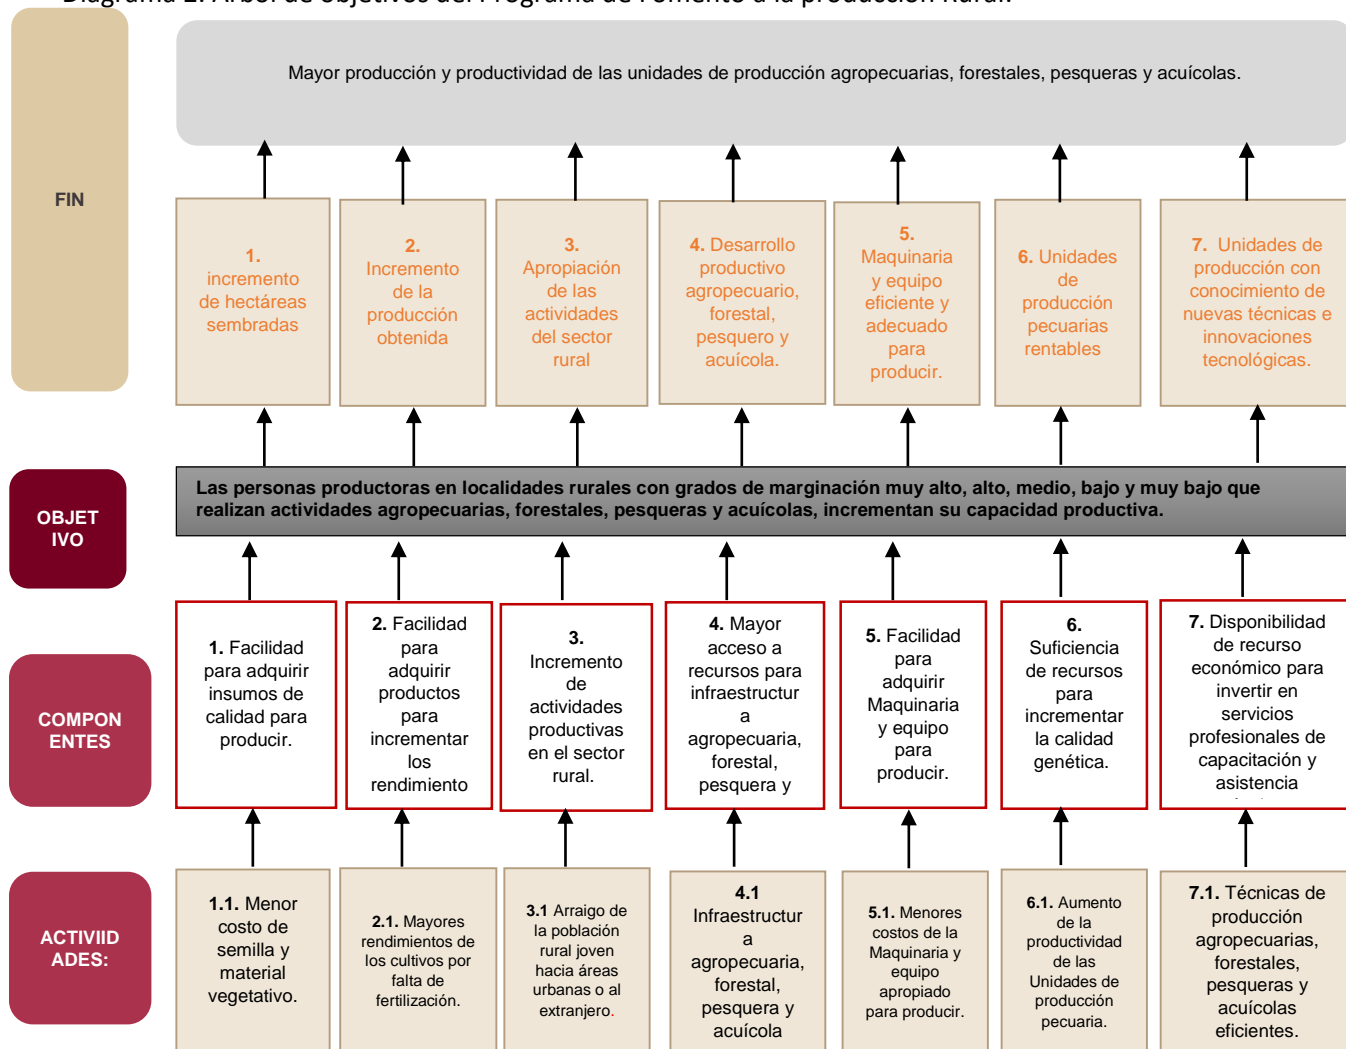 Diagrama 2. Árbol de objetivos del Programa de Fomento a la producción Rural.
FIN
Mayor producción y productividad de las unidades de producción agropecuarias, forestales, pesqueras y acuícolas.
1.
incremento
de hectáreas
sembradas
2.
Incremento
de la
producción
obtenida
3.
Apropiación
de las
actividades
del sector
rural
4. Desarrollo
productivo
agropecuario,
forestal,
pesquero y
acuícola.
5.
Maquinaria
y equipo
eficiente y
adecuado
para
producir.
6. Unidades
de
producción
pecuarias
rentables
7. Unidades de
producción con
conocimiento de
nuevas técnicas e
innovaciones
tecnológicas.
OBJET
IVO
Las personas productoras en localidades rurales con grados de marginación muy alto, alto, medio, bajo y muy bajo que
realizan actividades agropecuarias, forestales, pesqueras y acuícolas, incrementan su capacidad productiva.
COMPON
ENTES
1. Facilidad
para adquirir
insumos de
calidad para
producir.
2. Facilidad
para
adquirir
productos
para
incrementar
los
rendimiento
3.
Incremento
de
actividades
productivas
en el sector
rural.
4. Mayor
acceso a
recursos para
infraestructur
a
agropecuaria,
forestal,
pesquera y
5. Facilidad
para
adquirir
Maquinaria
y equipo
para
producir.
6.
Suficiencia
de recursos
para
incrementar
la calidad
genética.
7. Disponibilidad
de recurso
económico para
invertir en
servicios
profesionales de
capacitación y
asistencia
ACTIVIID
ADES:
1.1. Menor
costo de
semilla y
material
vegetativo.
2.1. Mayores
rendimientos de
los cultivos por
falta de
fertilización.
3.1 Arraigo de
la población
rural joven
hacia áreas
urbanas o al
extranjero.
4.1
Infraestructur
a
agropecuaria,
forestal,
pesquera y
acuícola
5.1. Menores
costos de la
Maquinaria y
equipo
apropiado
para producir.
6.1. Aumento
de la
productividad
de las
Unidades de
producción
pecuaria.
7.1. Técnicas de
producción
agropecuarias,
forestales,
pesqueras y
acuícolas
eficientes.